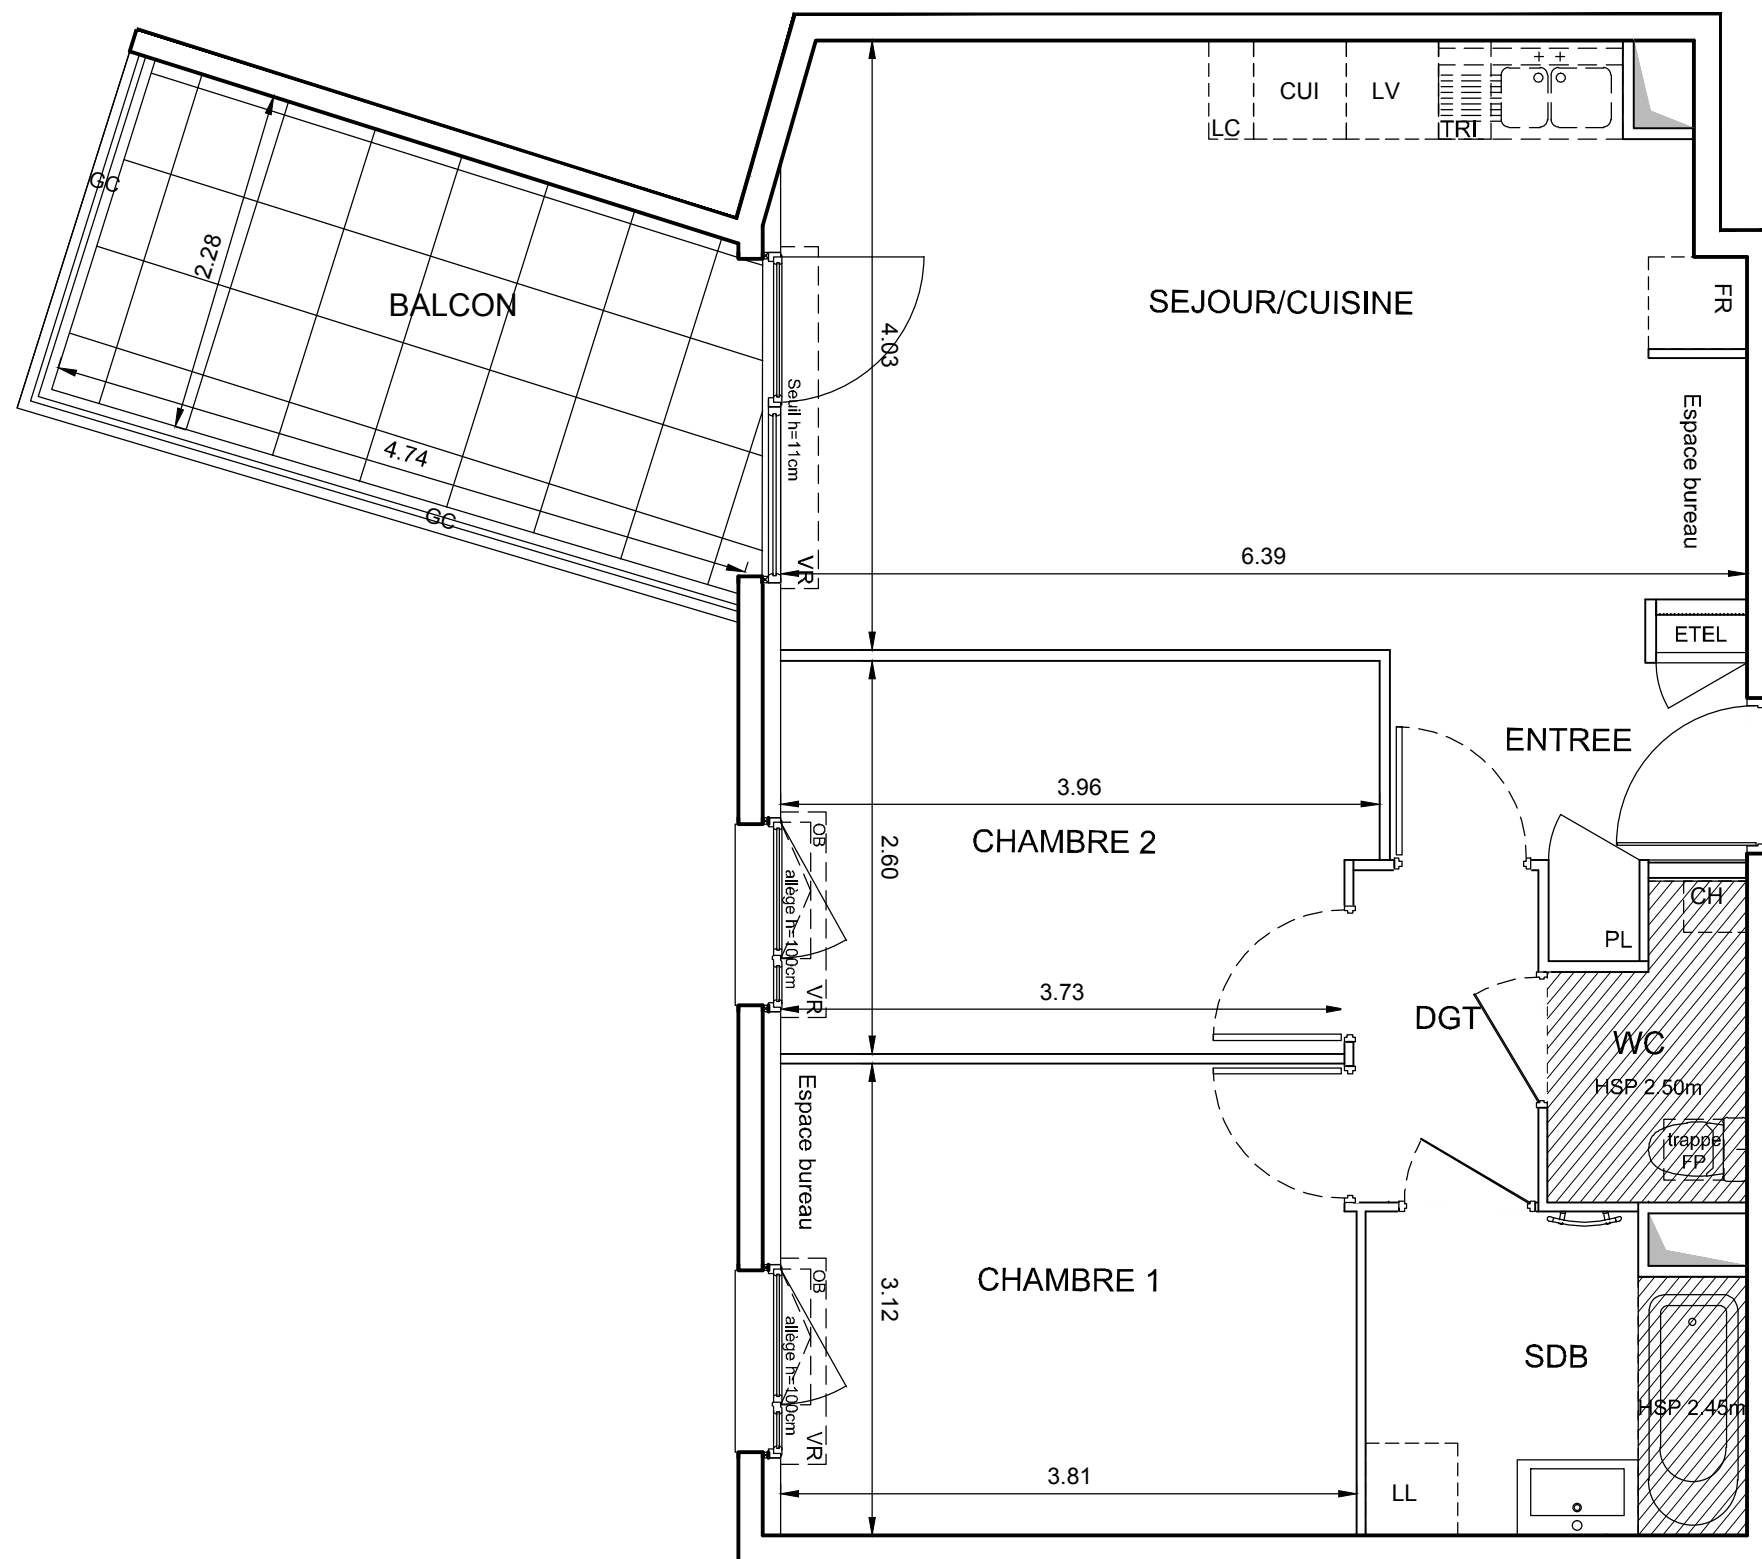 CUI
LV
LC
TRI
GC
2.28
BALCON
SEJOUR/CUISINE
FR
4.03
Seuil h=11cm
Espace bureau
4.74
GC
VR
6.39
ETEL
ENTREE
3.96
OB
CHAMBRE 2
2.60
allège h=100cm
CH
PL
VR
3.73
DGT
WC
HSP 2.50m
Espace bureau
trappe
FP
OB
CHAMBRE 1
3.12
allège h=100cm
SDB
HSP 2.45m
VR
3.81
LL